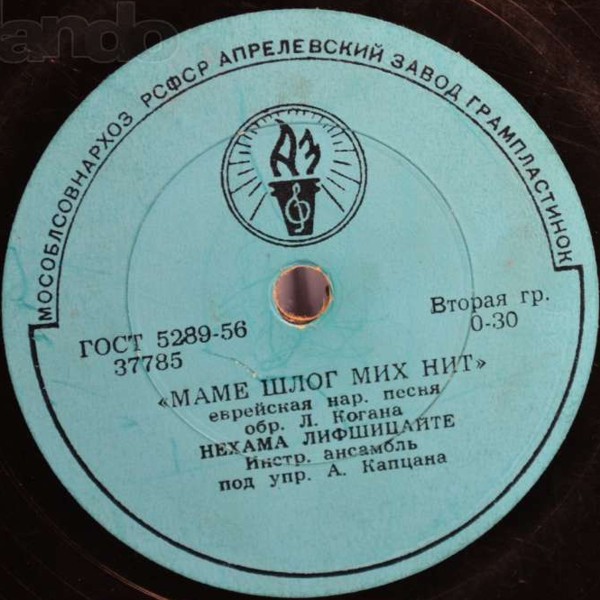 lando
МОСОБЛСОВНАРХОЗ РСФСР АПРЕЛЕВСКИЙ ЗАВОД ГРАМПЛАСТИНОК
АЗ
ГОСТ 5289-56
37785
Вторая гр.
0-30
«МАМЕ ШЛОГ МИХ НИТ»
еврейская нар. песня
обр. Л. Когана
НЕХАМА ЛИФШИЦАЙТЕ
Инстр. ансамбль
под упр. А. Капцана